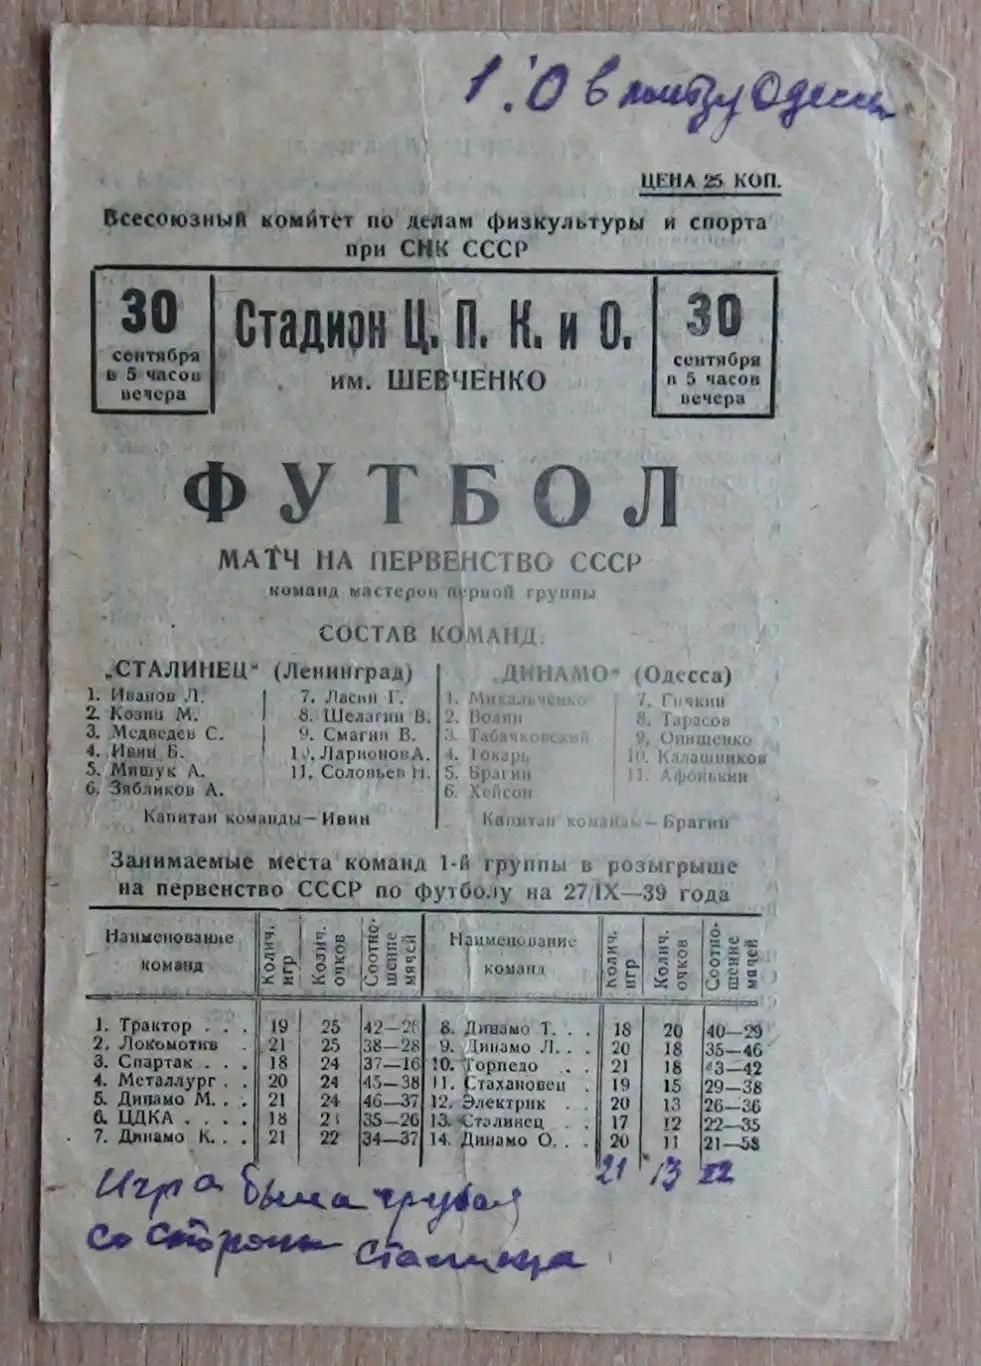 1:0 в пользу Одессы
ЦЕНА 25 КОП.
Всесоюзный комитет по делам физкультуры и спорта
при СНК СССР
30
сентября
в 5 часов
вечера
Стадион Ц. П. К. и О.
им. ШЕВЧЕНКО
30
сентября
в 5 часов
вечера
ФУТБОЛ
МАТЧ НА ПЕРВЕНСТВО СССР
команд мастеров первой группы
СОСТАВ КОМАНД:
„СТАЛИНЕЦ" (Ленинград)
1. Иванов Л.
2. Козин М.
3. Медведев С.
4. Ивин Б.
5. Мишук А.
6. Зябликов А.
7. Ласин Г.
8. Шелагин В.
9. Смагин В.
10. Ларионов А.
11. Соловьев Н.
Капитан команды—Ивин
„ДИНАМО" (Одесса)
1. Михальченко
2. Волин
3. Табачковский
4. Токарь
5. Брагин
6. Хейсон
7. Гичкин
8. Тарасов
9. Онищенко
10. Калашников
11. Афонькин
Капитан команды—Брагин
Занимаемые места команд 1-й группы в розыгрыше
на первенство СССР по футболу на 27/IX—39 года
Наименование команд Колич. игр Колич. очков Соотношение мячей Наименование команд Колич. игр Колич. очков Соотношение мячей
1. Трактор . . . 19 25 42—26 8. Динамо Т. . . 18 20 40—29
2. Локомотив . 21 25 38—28 9. Динамо Л. . . 20 18 35—46
3. Спартак . . . 18 24 37—16 10. Торпедо . . 21 18 43—42
4. Металлург . . 20 24 45—38 11. Стахановец . 19 15 29—38
5. Динамо М. . . 21 24 46—37 12. Электрик . . 20 13 26—36
6. ЦДКА . . . . 18 23 35—26 13. Сталинец . 17 12 22—35
7. Динамо К. . . 21 22 34—37 14. Динамо О. . . 20 11 21—58
21 13 22
Игра была грубая
со стороны Сталинца